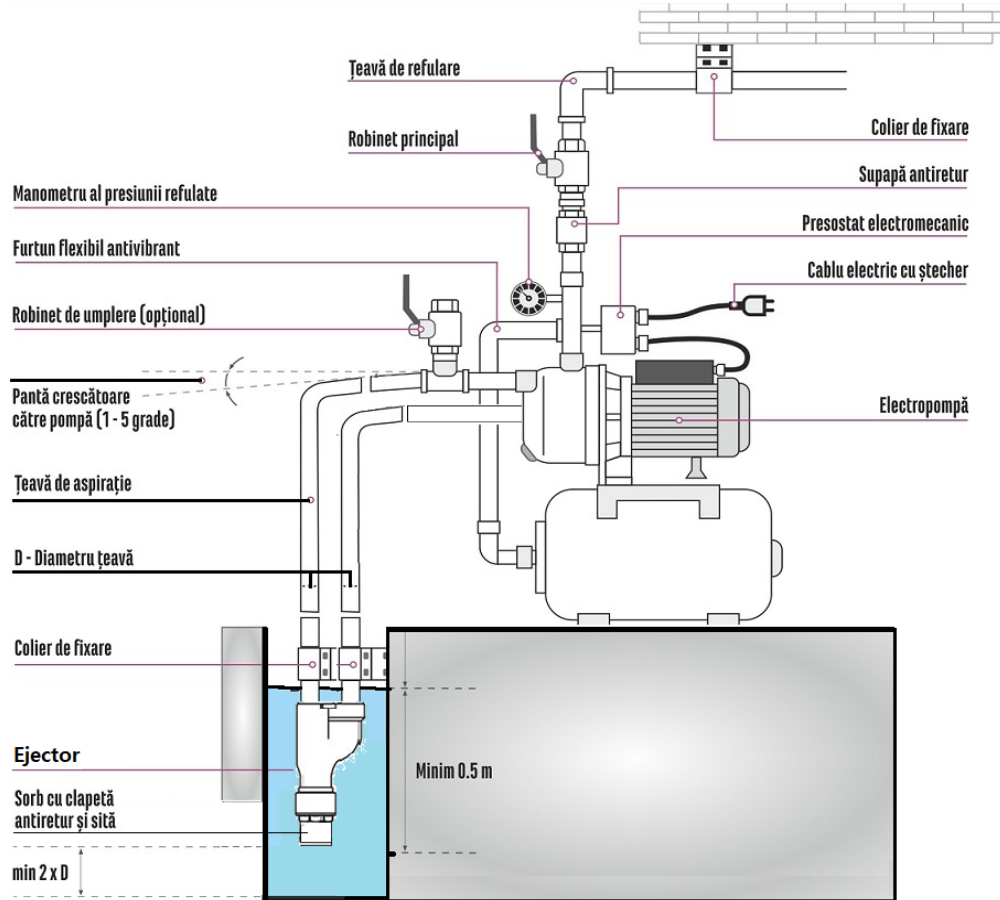 Țeavă de refulare
Colier de fixare
Robinet principal
Supapă antiretur
Manometru al presiunii refulate
Presostat electromecanic
Furtun flexibil antivibrant
Cablu electric cu ștecher
Robinet de umplere (opțional)
Pantă crescătoare
către pompă (1 - 5 grade)
Electropompă
Țeavă de aspirație
D - Diametru țeavă
Colier de fixare
Ejector
Minim 0.5 m
Sorb cu clapetă
antiretur și sită
min 2 x D